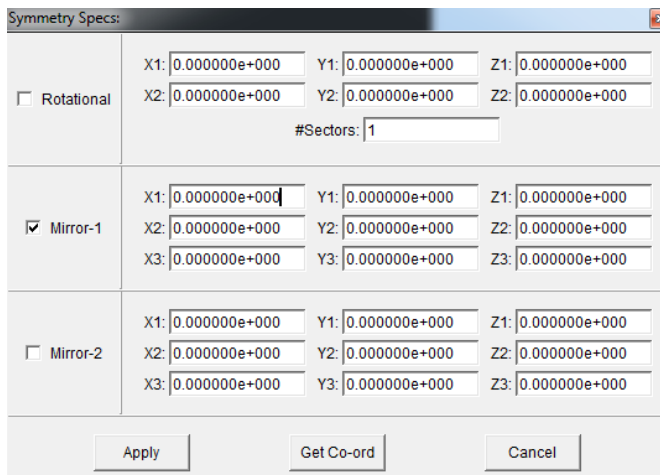 Symmetry Specs:
X1: 0.000000e+000 Y1: 0.000000e+000 Z1: 0.000000e+000
Rotational X2: 0.000000e+000 Y2: 0.000000e+000 Z2: 0.000000e+000
#Sectors: 1
X1: 0.000000e+000 Y1: 0.000000e+000 Z1: 0.000000e+000
Mirror-1 X2: 0.000000e+000 Y2: 0.000000e+000 Z2: 0.000000e+000
X3: 0.000000e+000 Y3: 0.000000e+000 Z3: 0.000000e+000
X1: 0.000000e+000 Y1: 0.000000e+000 Z1: 0.000000e+000
Mirror-2 X2: 0.000000e+000 Y2: 0.000000e+000 Z2: 0.000000e+000
X3: 0.000000e+000 Y3: 0.000000e+000 Z3: 0.000000e+000
Apply Get Co-ord Cancel